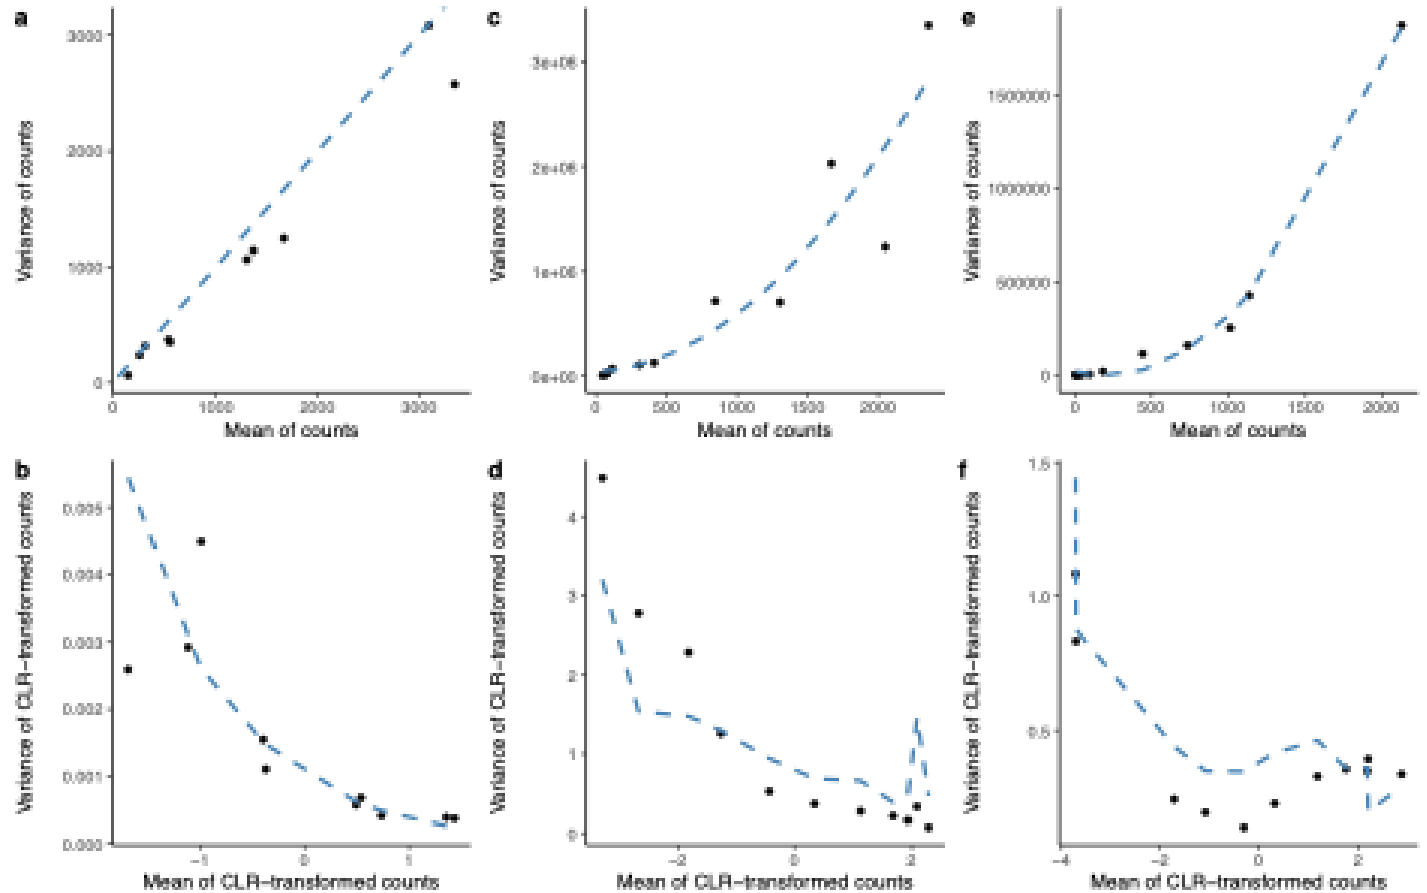 a
3000
2000
1000
0
Variance of counts
0
1000
2000
3000
Mean of counts
c
3e+06
2e+06
1e+06
0e+00
Variance of counts
0
500
1000
1500
2000
Mean of counts
e
1500000
1000000
500000
0
Variance of counts
0
500
1000
1500
2000
Mean of counts
b
0.005
0.004
0.003
0.002
0.001
0.000
Variance of CLR-transformed counts
-1
0
1
Mean of CLR-transformed counts
d
4
3
2
1
0
Variance of CLR-transformed counts
-2
0
2
Mean of CLR-transformed counts
f
1.5
1.0
0.5
Variance of CLR-transformed counts
-4
-2
0
2
Mean of CLR-transformed counts